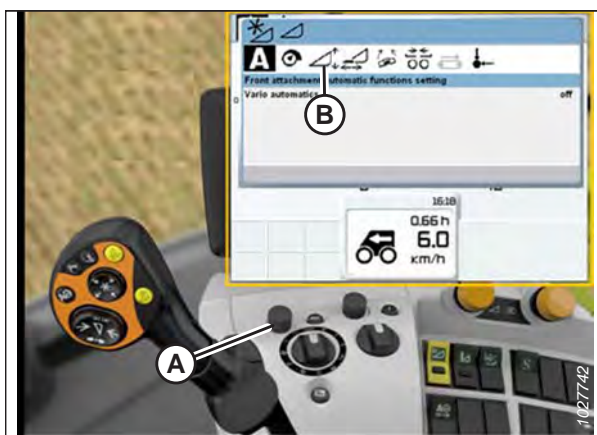 A
Front attachment automatic functions setting
Vario automatics
off
B
16:18
0.66 h
6.0
km/h
A
1027742